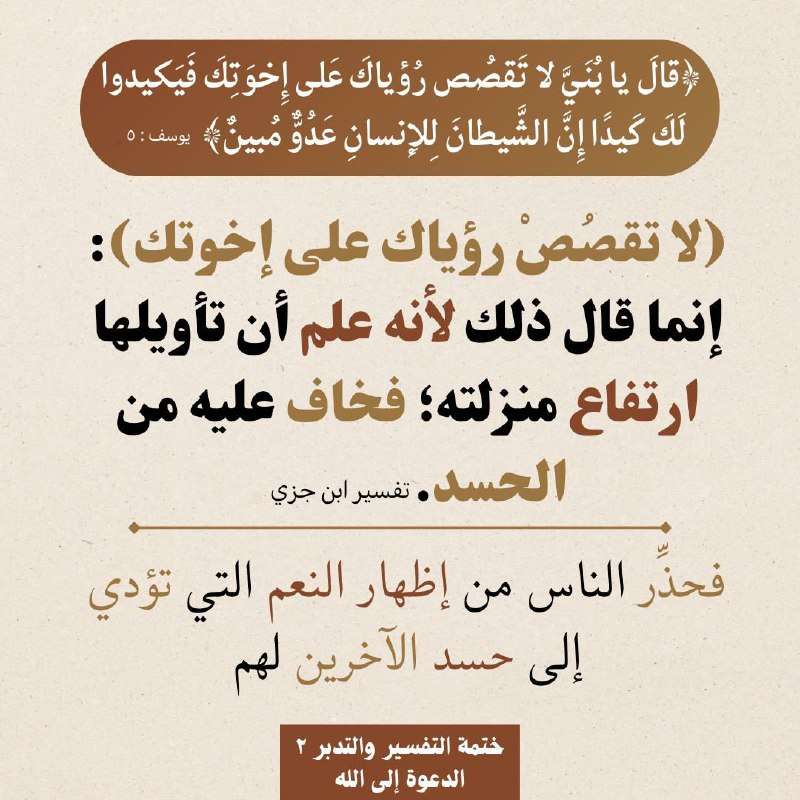 ﴿قالَ يا بُنَيَّ لا تَقصُص رُؤياكَ عَلى إِخوَتِكَ فَيَكيدوا
لَكَ كَيدًا إِنَّ الشَّيطانَ لِلإِنسانِ عَدُوٌّ مُبينٌ﴾ يوسف: ٥
(لا تقصُصْ رؤياك على إخوتك):
إنما قال ذلك لأنه علم أن تأويلها
ارتفاع منزلته؛ فخاف عليه من
الحسد. تفسير ابن جزي
فحذِّر الناس من إظهار النعم التي تؤدي
إلى حسد الآخرين لهم
ختمة التفسير والتدبر ٢
الدعوة إلى الله